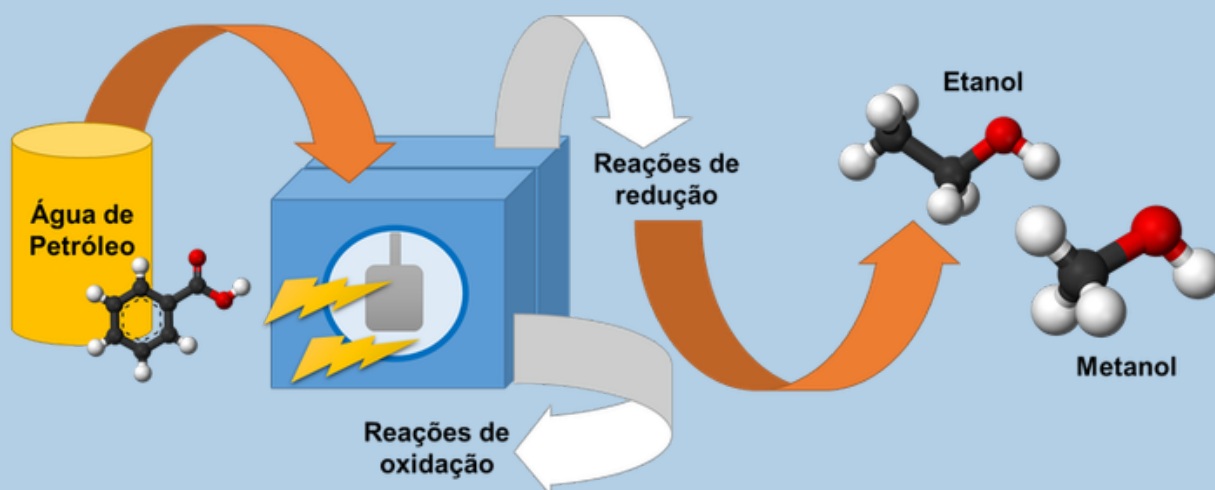 Água de
Petróleo
Reações de
redução
Reações de
oxidação
Etanol
Metanol